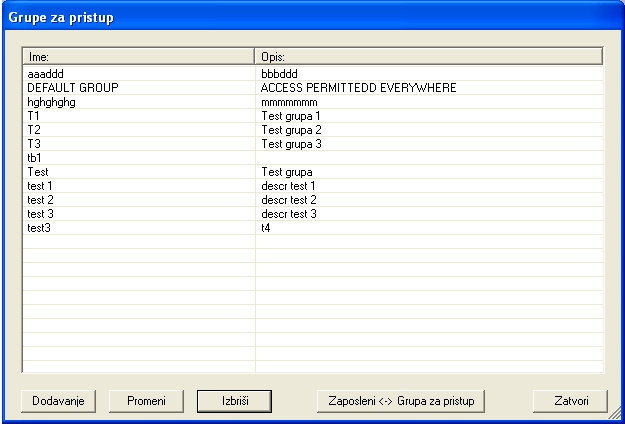 Grupe za pristup
Ime: Opis:
aaaddd bbbddd
DEFAULT GROUP ACCESS PERMITTEDD EVERYWHERE
hghghghg mmmmmmm
T1 Test grupa 1
T2 Test grupa 2
T3 Test grupa 3
tb1
Test Test grupa
test 1 descr test 1
test 2 descr test 2
test 3 descr test 3
test3 t4
Dodavanje Promeni Izbriši Zaposleni <-> Grupa za pristup Zatvori